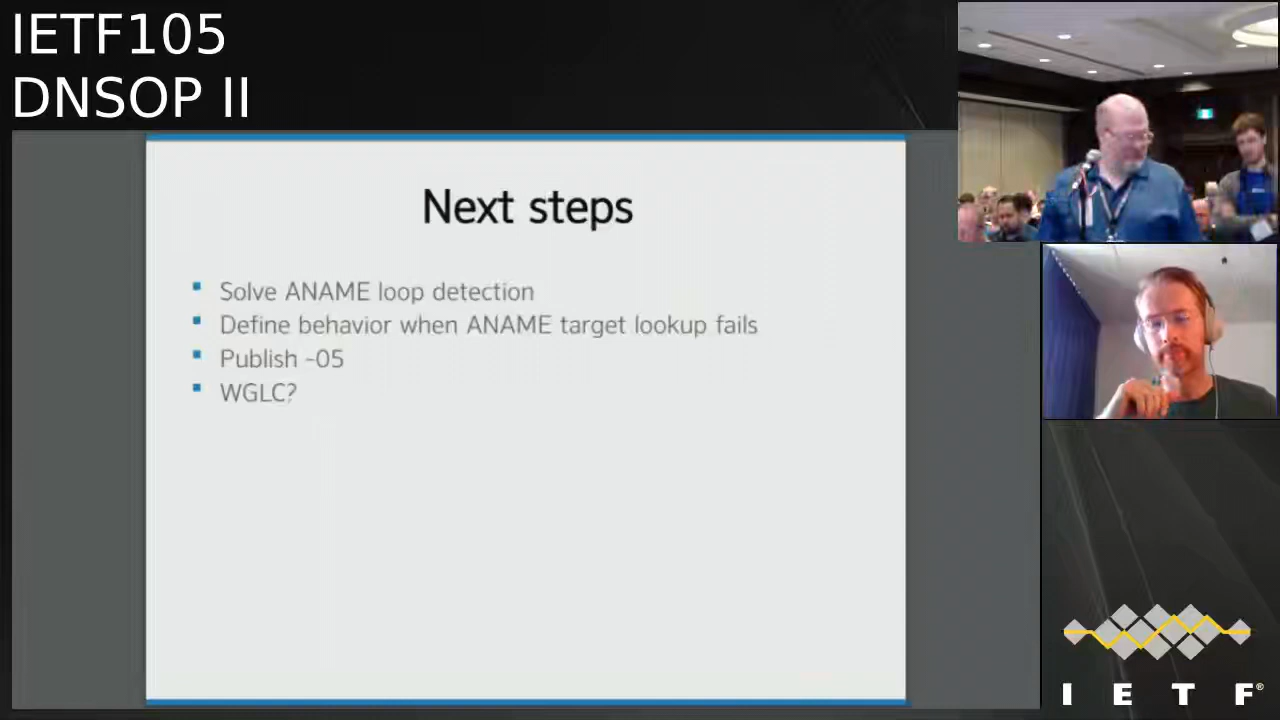 IETF105
DNSOP II
Next steps
Solve ANAME loop detection
Define behavior when ANAME target lookup fails
Publish -05
WGLC?
I E T F®